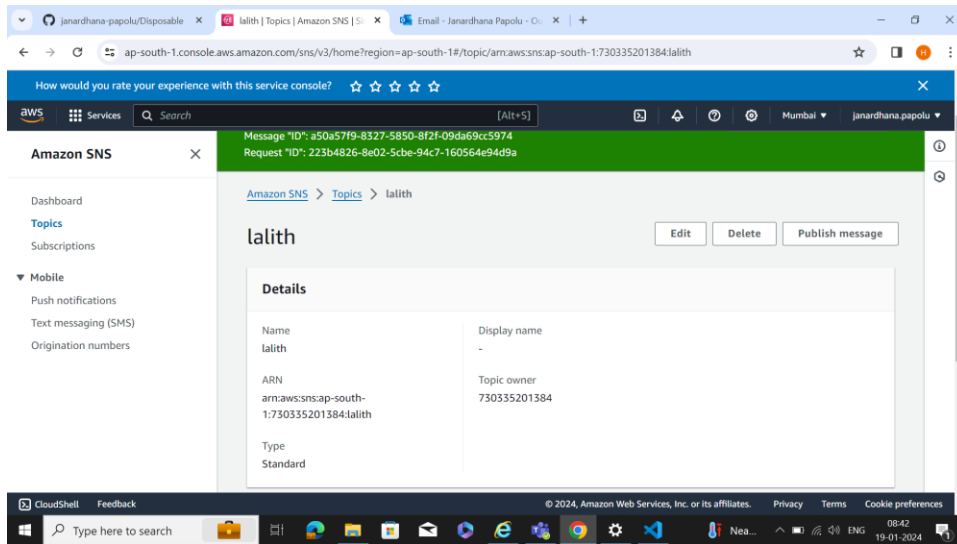 janardhana-papolu/Disposable
lalith | Topics | Amazon SNS | Si
Email - Janardhana Papolu - Ou
ap-south-1.console.aws.amazon.com/sns/v3/home?region=ap-south-1#/topic/arn:aws:sns:ap-south-1:730335201384:lalith
H
How would you rate your experience with this service console?
aws Services Search [Alt+S] Mumbai janardhana.papolu
Message "ID": a50a57f9-8327-5850-8f2f-09da69cc5974
Request "ID": 223b4826-8e02-5cbe-94c7-160564e94d9a
Amazon SNS
Dashboard
Topics
Subscriptions
Mobile
Push notifications
Text messaging (SMS)
Origination numbers
Amazon SNS > Topics > lalith
lalith
Edit Delete Publish message
Details
Name
lalith
ARN
arn:aws:sns:ap-south-
1:730335201384:lalith
Type
Standard
Display name
-
Topic owner
730335201384
CloudShell Feedback © 2024, Amazon Web Services, Inc. or its affiliates. Privacy Terms Cookie preferences
Type here to search Nea... ENG 08:42
19-01-2024
1